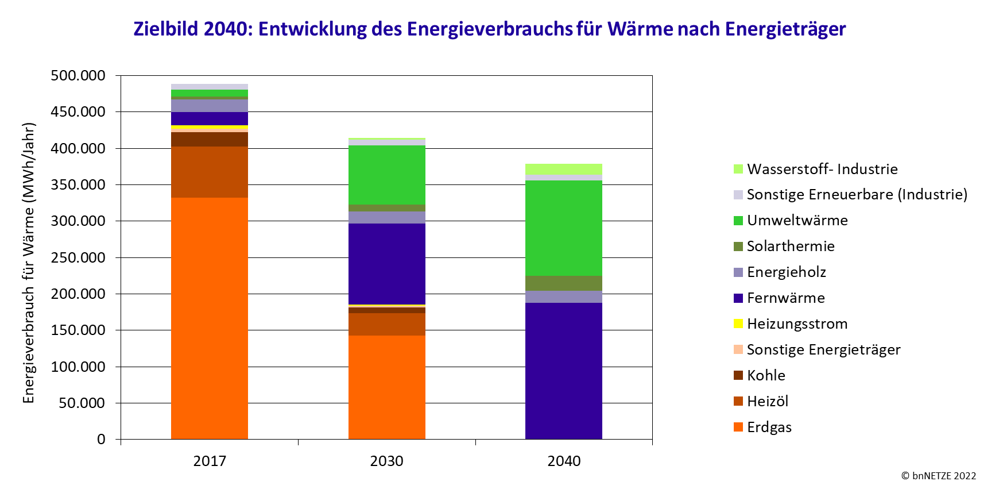 Zielbild 2040: Entwicklung des Energieverbrauchs für Wärme nach Energieträger
Energieverbrauch für Wärme (MWh/Jahr)
500.000
450.000
400.000
350.000
300.000
250.000
200.000
150.000
100.000
50.000
0
2017
2030
2040
Wasserstoff- Industrie
Sonstige Erneuerbare (Industrie)
Umweltwärme
Solarthermie
Energieholz
Fernwärme
Heizungsstrom
Sonstige Energieträger
Kohle
Heizöl
Erdgas
© bnNETZE 2022